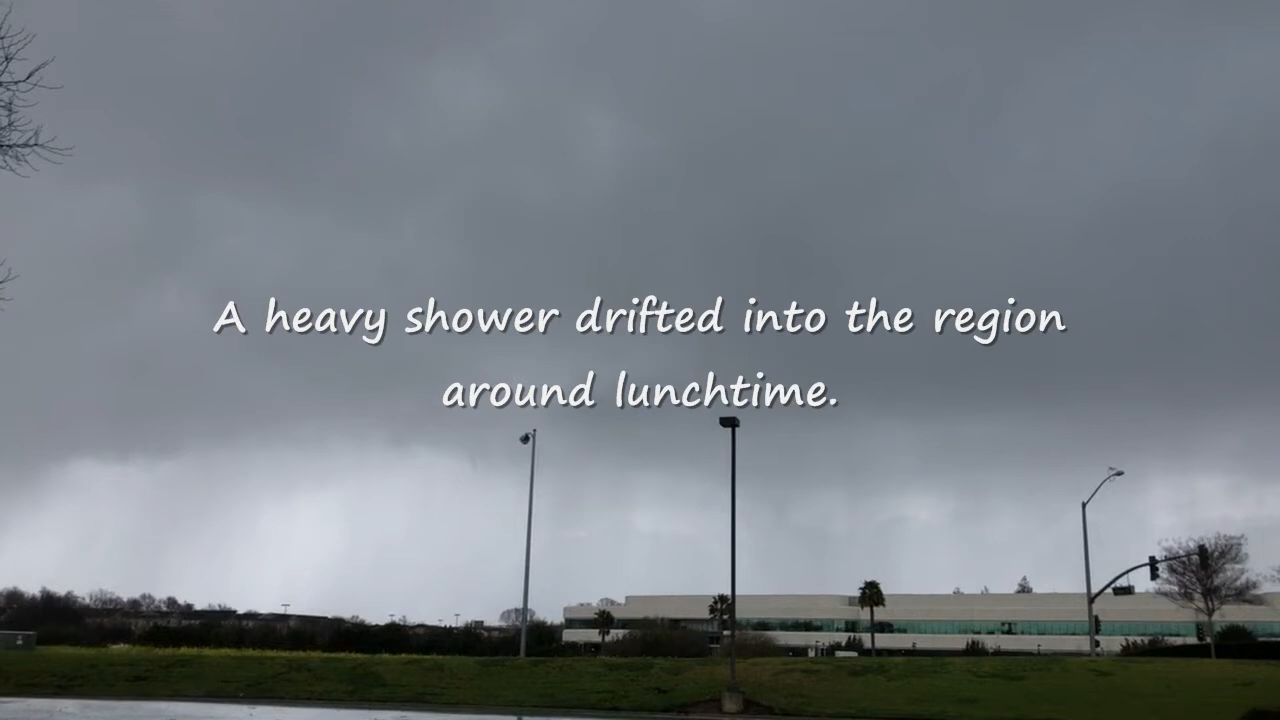 A heavy shower drifted into the region
around lunchtime.